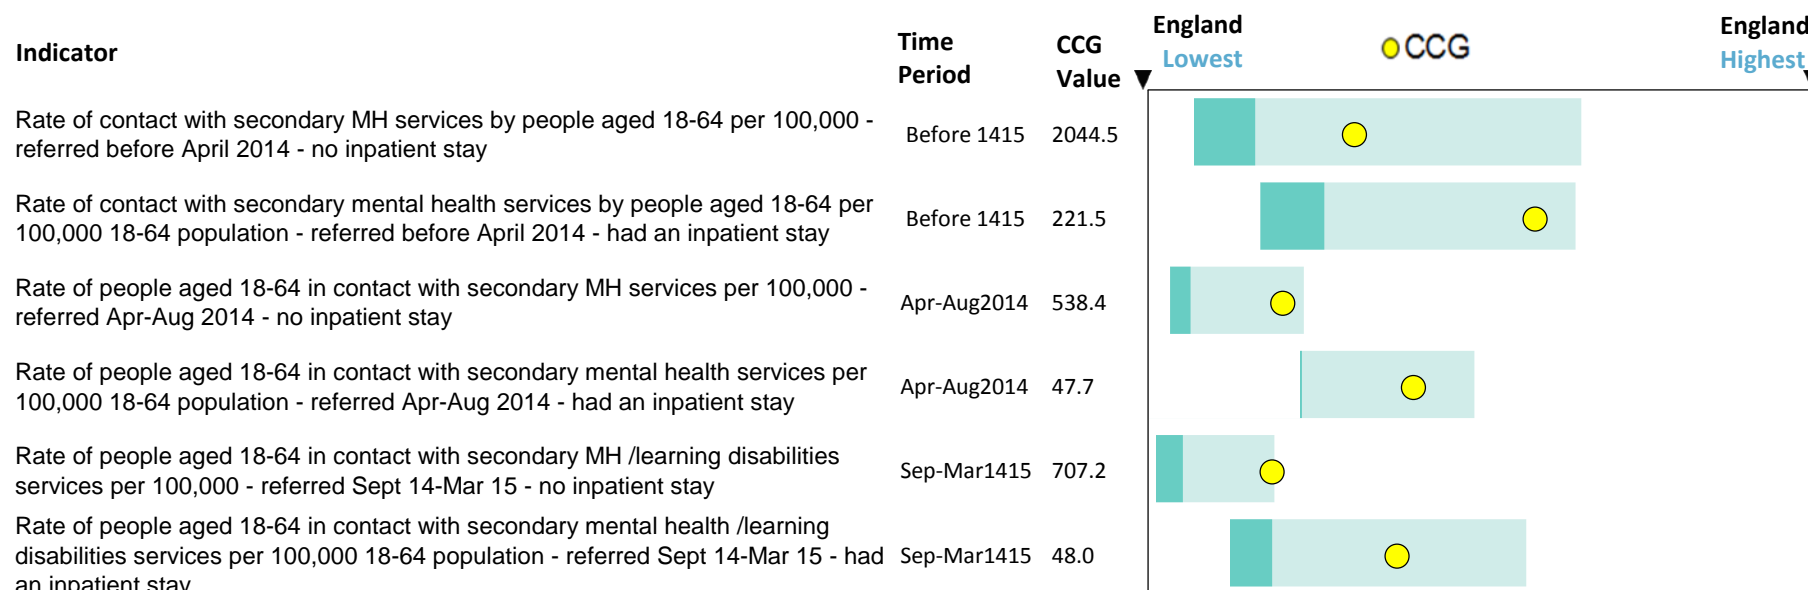 Indicator
Time Period
CCG Value
England Lowest
CCG
England Highest
Rate of contact with secondary MH services by people aged 18-64 per 100,000 -
referred before April 2014 - no inpatient stay
Before 1415 2044.5
Rate of contact with secondary mental health services by people aged 18-64 per
100,000 18-64 population - referred before April 2014 - had an inpatient stay
Before 1415 221.5
Rate of people aged 18-64 in contact with secondary MH services per 100,000 -
referred Apr-Aug 2014 - no inpatient stay
Apr-Aug2014 538.4
Rate of people aged 18-64 in contact with secondary mental health services per
100,000 18-64 population - referred Apr-Aug 2014 - had an inpatient stay
Apr-Aug2014 47.7
Rate of people aged 18-64 in contact with secondary MH /learning disabilities
services per 100,000 - referred Sept 14-Mar 15 - no inpatient stay
Sep-Mar1415 707.2
Rate of people aged 18-64 in contact with secondary mental health /learning
disabilities services per 100,000 18-64 population - referred Sept 14-Mar 15 - had
an inpatient stay
Sep-Mar1415 48.0